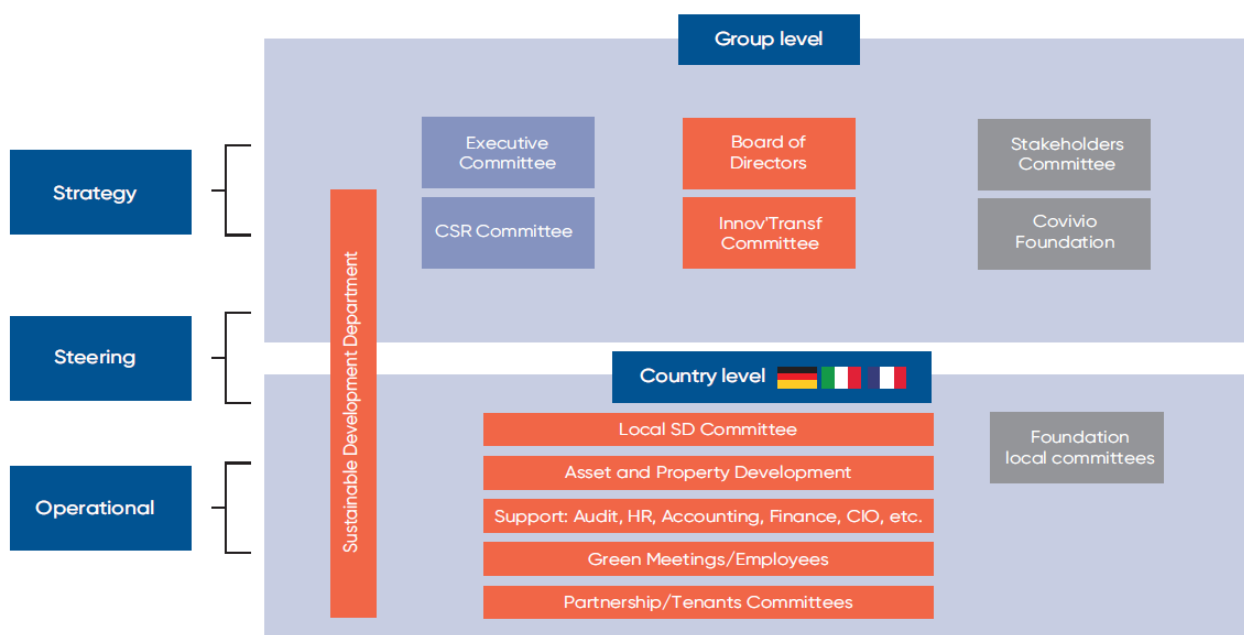 Group level
Strategy
Executive
Committee
Board of
Directors
Stakeholders
Committee
CSR Committee
Innov'Transf
Committee
Covivio
Foundation
Sustainable Development Department
Steering
Country level
Local SD Committee
Foundation
local committees
Asset and Property Development
Operational
Support: Audit, HR, Accounting, Finance, CIO, etc.
Green Meetings/Employees
Partnership/Tenants Committees